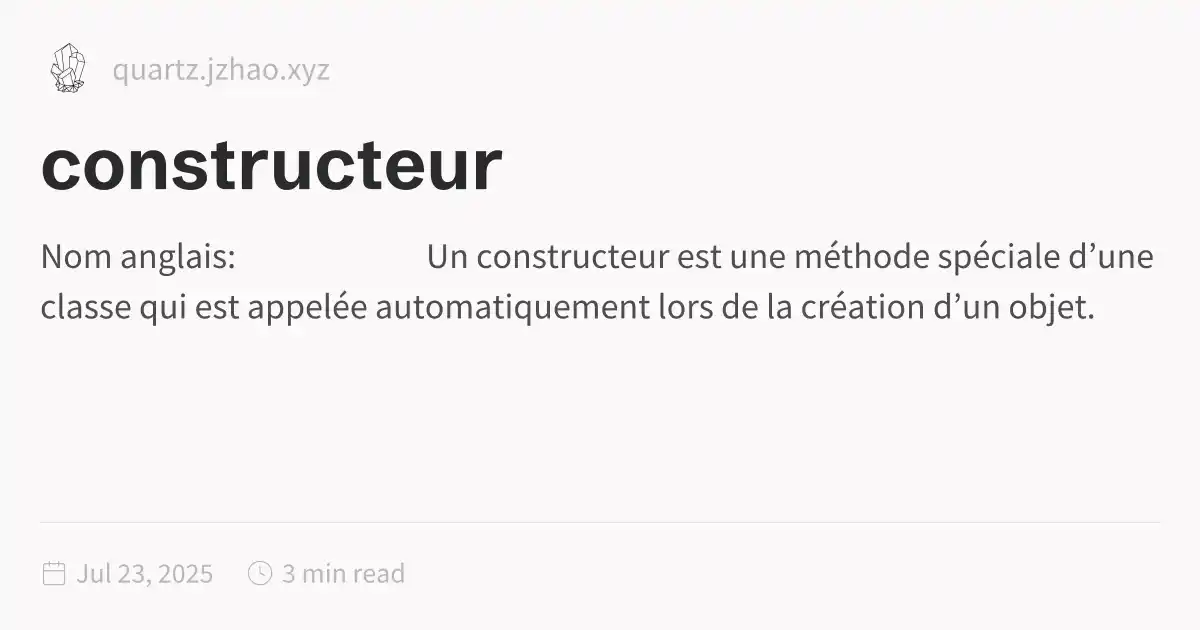 quartz.jzhao.xyz
constructeur
Nom anglais: Un constructeur est une méthode spéciale d’une
classe qui est appelée automatiquement lors de la création d’un objet.
Jul 23, 2025 3 min read